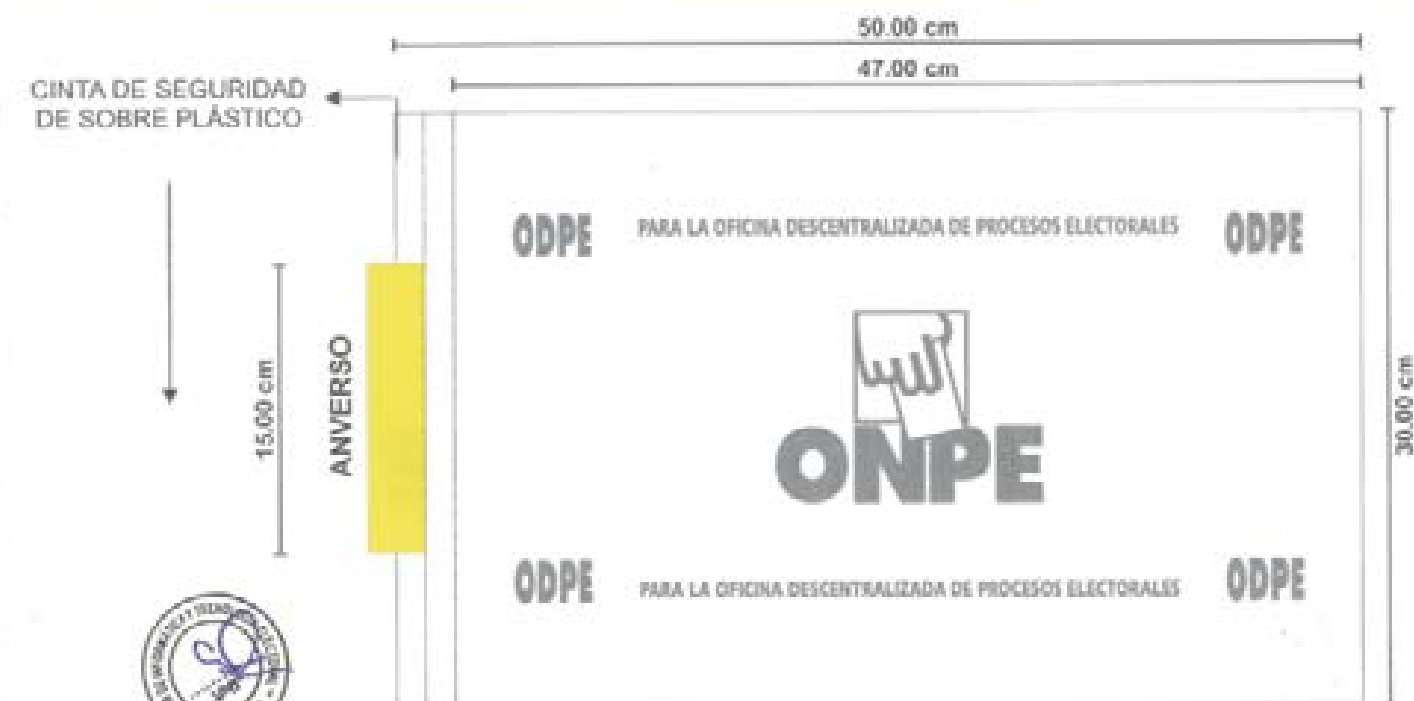 50.00 cm
47.00 cm
CINTA DE SEGURIDAD
DE SOBRE PLÁSTICO
ODPE PARA LA OFICINA DESCENTRALIZADA DE PROCESOS ELECTORALES ODPE
15.00 cm
ANVERSO
30.00 cm
ONPE
ODPE PARA LA OFICINA DESCENTRALIZADA DE PROCESOS ELECTORALES ODPE